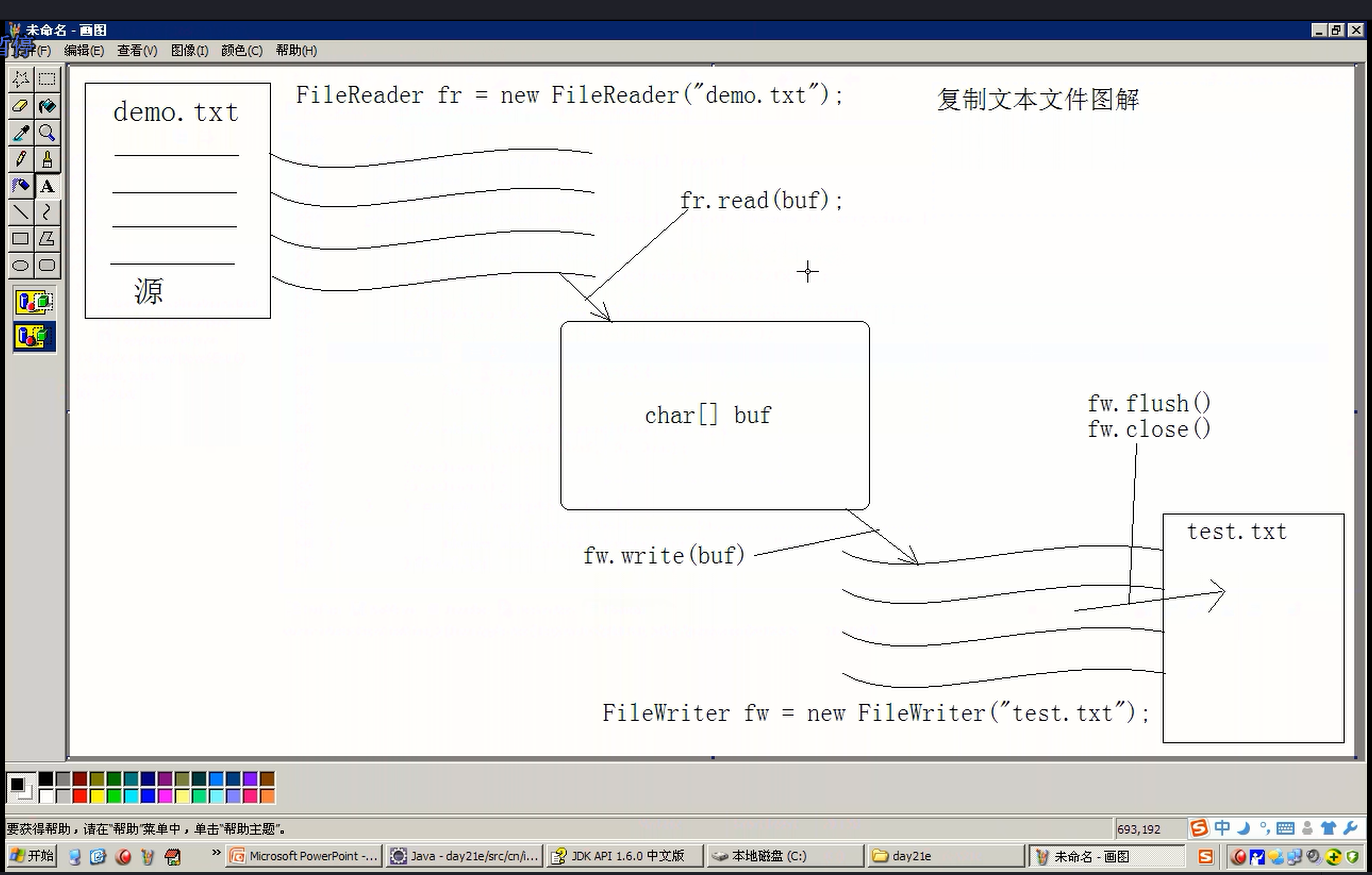 未命名 - 画图
暂停
编辑(E) 查看(V) 图像(I) 颜色(C) 帮助(H)
demo.txt
FileReader fr = new FileReader("demo.txt");
复制文本文件图解
fr.read(buf);
源
char[] buf
fw.flush()
fw.close()
test.txt
fw.write(buf)
FileWriter fw = new FileWriter("test.txt");
要获得帮助，请在“帮助”菜单中，单击“帮助主题”。
693,192
中
开始
Microsoft PowerPoint -...
Java - day21e/src/cn/i...
JDK API 1.6.0 中文版
本地磁盘 (C:)
day21e
未命名 - 画图